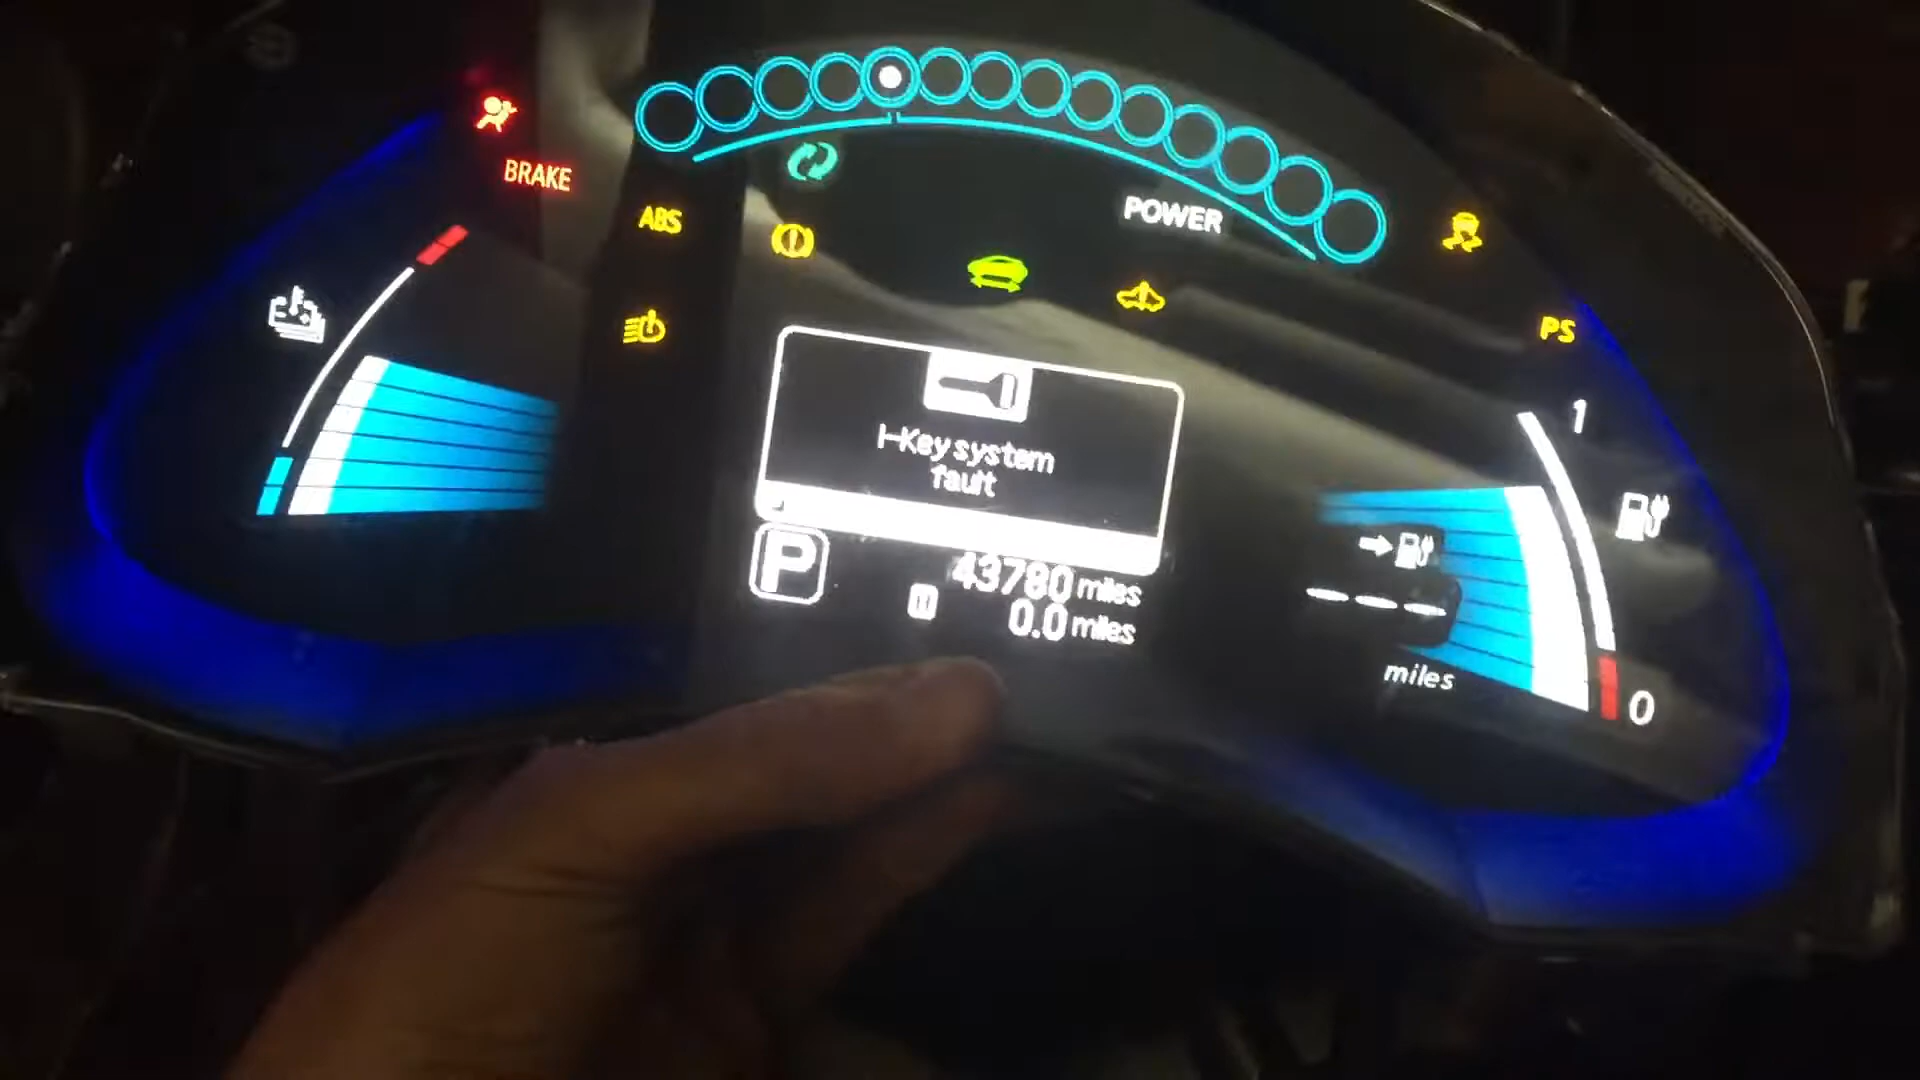 BRAKE
ABS
POWER
PS
I-Key system
fault
1
P
43780 miles
0.0 miles
---
miles
0